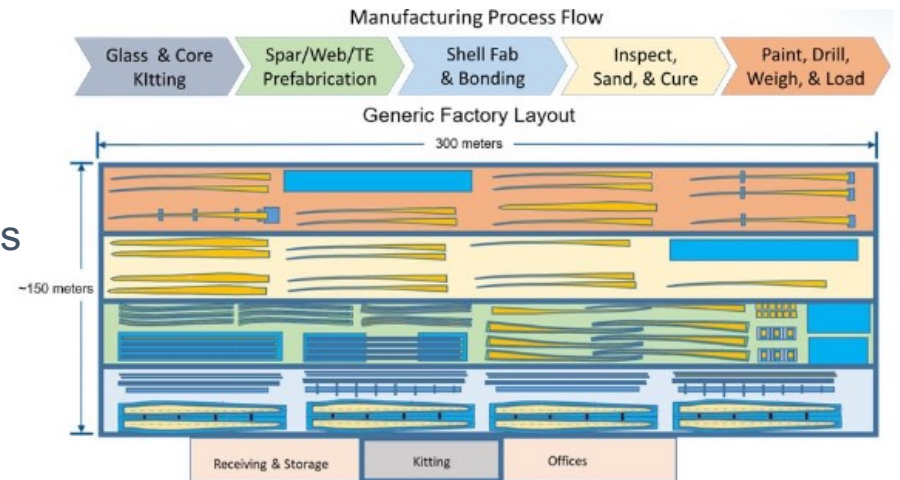 Manufacturing Process Flow
Glass & Core
KItting
Spar/Web/TE
Prefabrication
Shell Fab
& Bonding
Inspect,
Sand, & Cure
Paint, Drill,
Weigh, & Load
Generic Factory Layout
300 meters
s
~150 meters
Receiving & Storage
Kitting
Offices